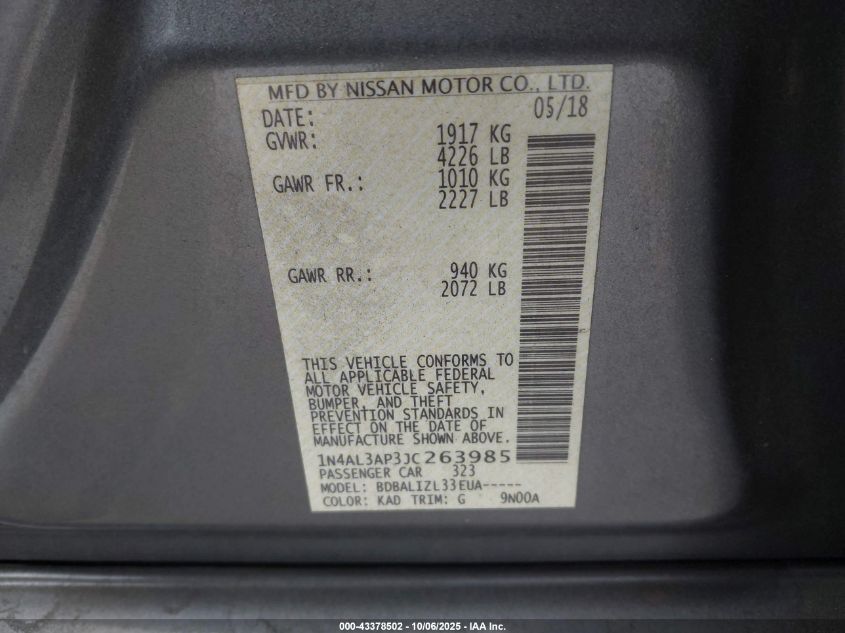 MFD BY NISSAN MOTOR CO., LTD.
DATE: 05/18
GVWR: 1917 KG
4226 LB
GAWR FR.: 1010 KG
2227 LB
GAWR RR.: 940 KG
2072 LB
THIS VEHICLE CONFORMS TO
ALL APPLICABLE FEDERAL
MOTOR VEHICLE SAFETY,
BUMPER, AND THEFT
PREVENTION STANDARDS IN
EFFECT ON THE DATE OF
MANUFACTURE SHOWN ABOVE.
1N4AL3AP3JC263985
PASSENGER CAR 323
MODEL: BDBALIZL33EUA-----
COLOR: KAD TRIM: G 9N00A
000-43378502 - 10/06/2025 - IAA Inc.